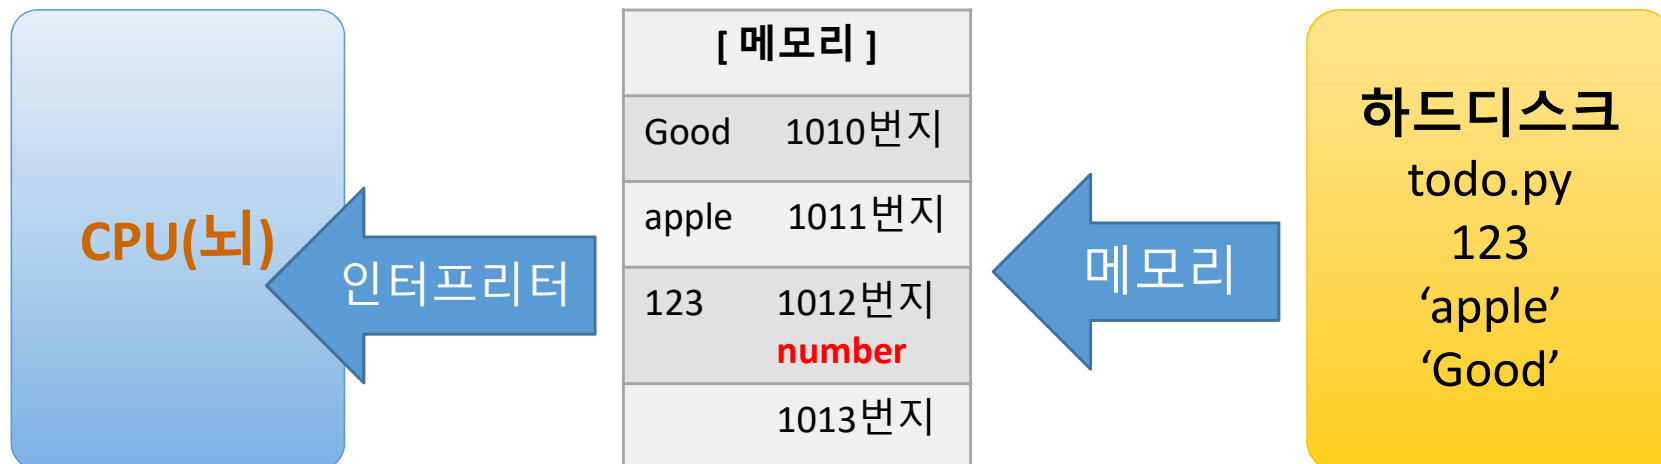 CPU(뇌)
인터프리터
[ 메모리 ]
Good 1010번지
apple 1011번지
123 1012번지
number
1013번지
메모리
하드디스크
todo.py
123
‘apple’
‘Good’